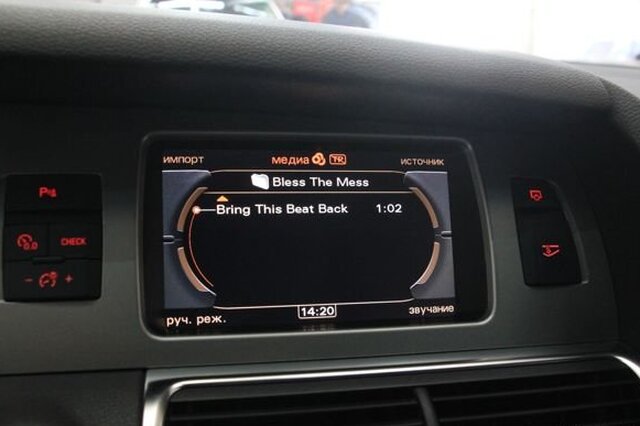 импорт медиа TR источник
Bless The Mess
Bring This Beat Back 1:02
14:20
руч. реж. звучание
P
CHECK
- +